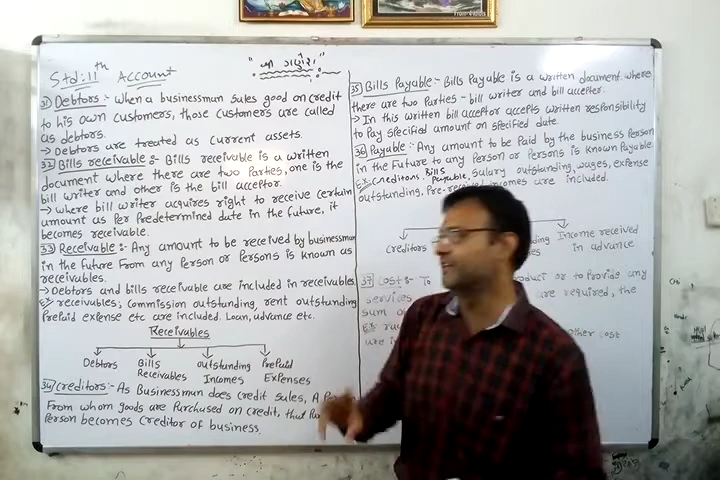 " શ્રી ગણેશ "
Std:11th Account
31) Debtors :- When a businessman sales good on credit
to his own customers, those customers are called
as debtors.
→ Debtors are treated as current assets.
32) Bills receivable :- Bills receivable is a written
document where there are two Parties, one is the
bill writer and other is the bill acceptor.
→ Where bill writer acquires right to receive certain
amount as Per Predetermined date in the future, it
becomes receivable.
33) Receivable :- Any amount to be received by businessman
in the future From any Person or Persons is known as
receivables.
→ Debtors and bills receivable are included in receivables
Ex receivables; Commission outstanding, rent outstanding
Prepaid expense etc are included. Loan, advance etc.
Receivables
Debtors Bills Receivables outstanding Incomes Prepaid Expenses
34) Creditors :- As Businessman does credit sales, A
From whom goods are Purchased on credit, that
Person becomes creditor of business.
35) Bills Payable :- Bills Payable is a written document where
there are two Parties - bill writer and bill acceptor.
→ In this written bill acceptor accepts written responsibility
to Pay specified amount on specified date.
36) Payable :- Any amount to be Paid by the business Person
in the Future to any Person or Persons is known Payable
Ex Creditors, Bills Payable, salary outstanding, wages, expense
outstanding, Pre-received incomes are included.
Creditors Income received in advance
37) Cost :- To or to provide any
services are required, the
sum
Ex other cost
are